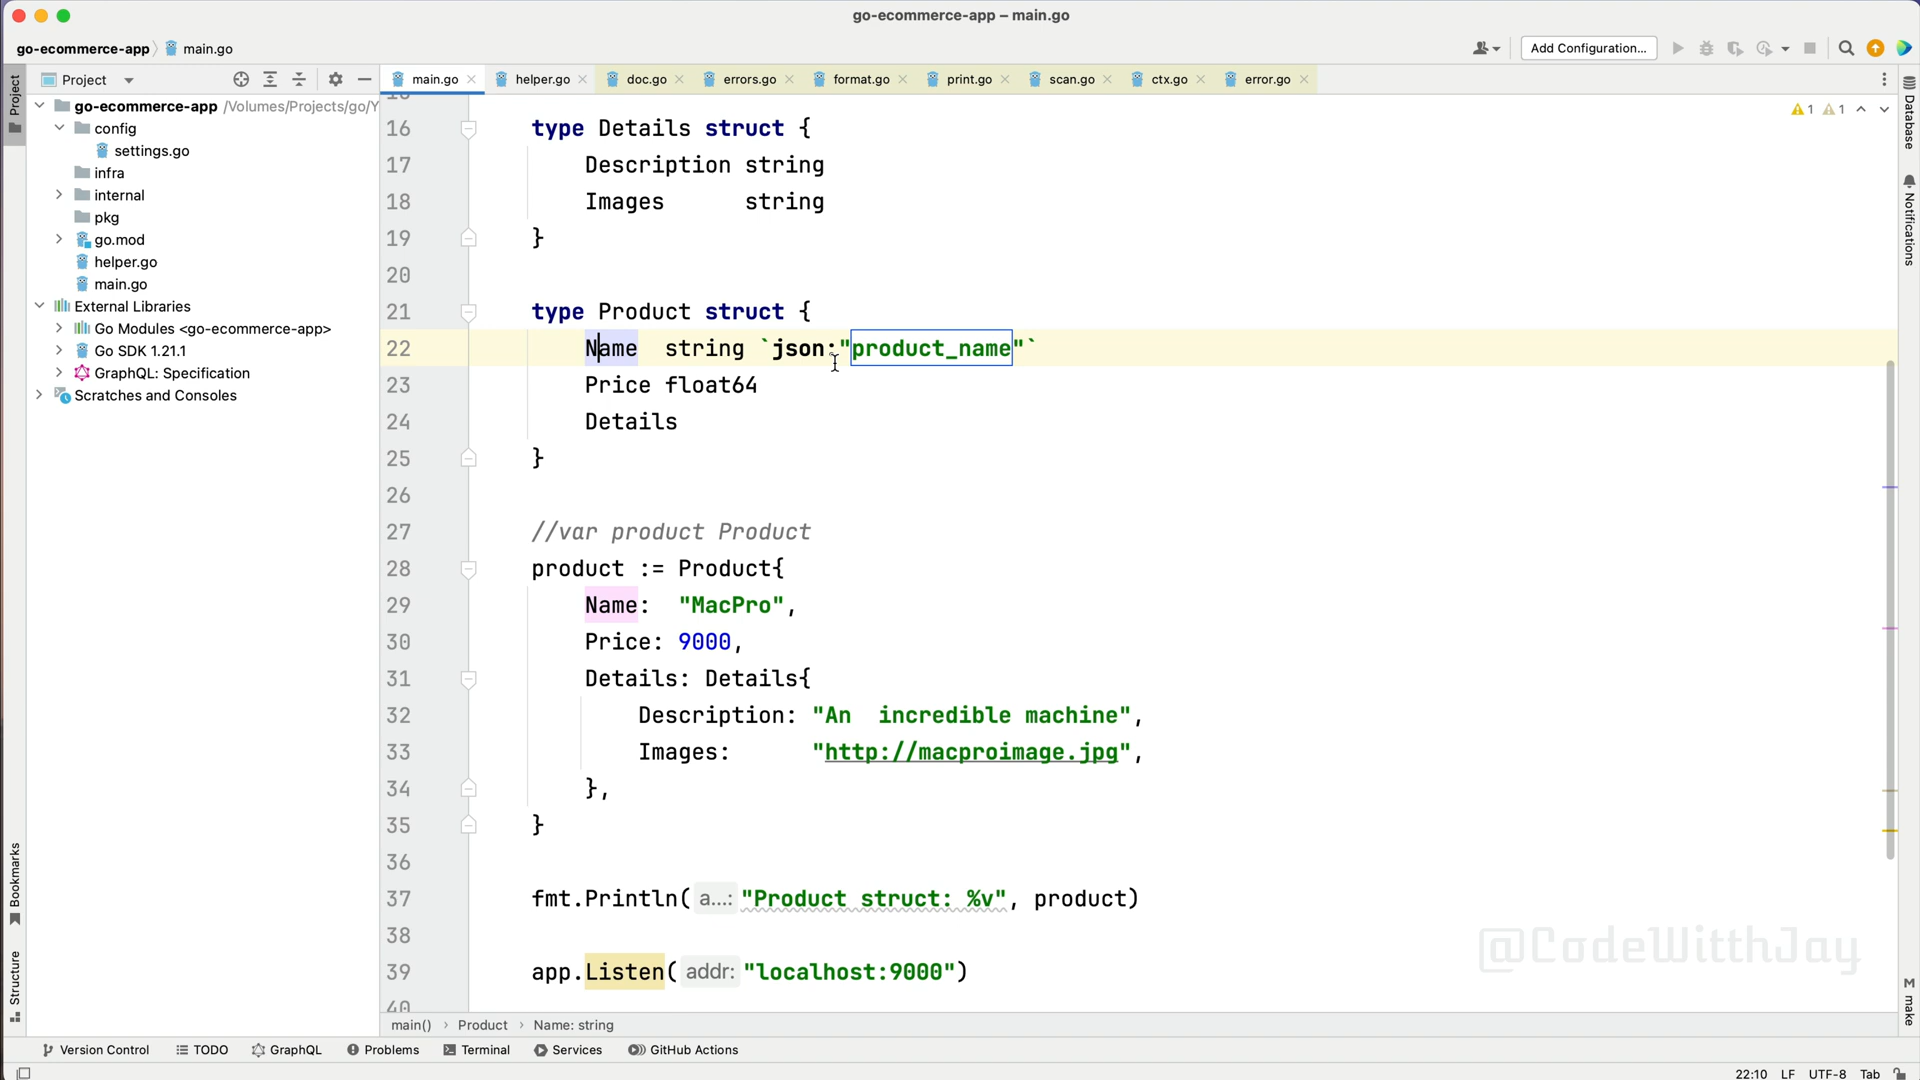 go-ecommerce-app – main.go
go-ecommerce-app main.go
Add Configuration...
Project
main.go helper.go doc.go errors.go format.go print.go scan.go ctx.go error.go
go-ecommerce-app /Volumes/Projects/go/Y
config
settings.go
infra
internal
pkg
go.mod
helper.go
main.go
External Libraries
Go Modules <go-ecommerce-app>
Go SDK 1.21.1
GraphQL: Specification
Scratches and Consoles
Project
Bookmarks
Structure
1 1
16 type Details struct {
17 Description string
18 Images      string
19 }
20
21 type Product struct {
22 Name  string `json:"product_name"`
23 Price float64
24 Details
25 }
26
27 //var product Product
28 product := Product{
29 Name:  "MacPro",
30 Price: 9000,
31 Details: Details{
32 Description: "An  incredible machine",
33 Images:      "http://macproimage.jpg",
34 },
35 }
36
37 fmt.Println( a...: "Product struct: %v", product)
38
39 app.Listen( addr: "localhost:9000")
40
@CodeWitthJay
Database
Notifications
M make
main() › Product › Name: string
Version Control TODO GraphQL Problems Terminal Services GitHub Actions
22:10 LF UTF-8 Tab